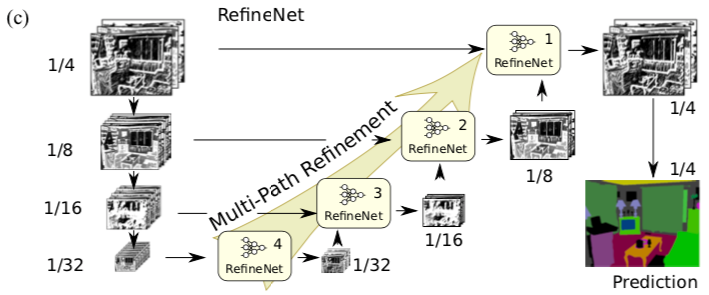 (c)
RefineNet
1/4
1
RefineNet
1/4
1/8
Multi-Path Refinement
2
RefineNet
1/8
1/4
1/16
3
RefineNet
1/16
1/32
4
RefineNet
1/32
Prediction